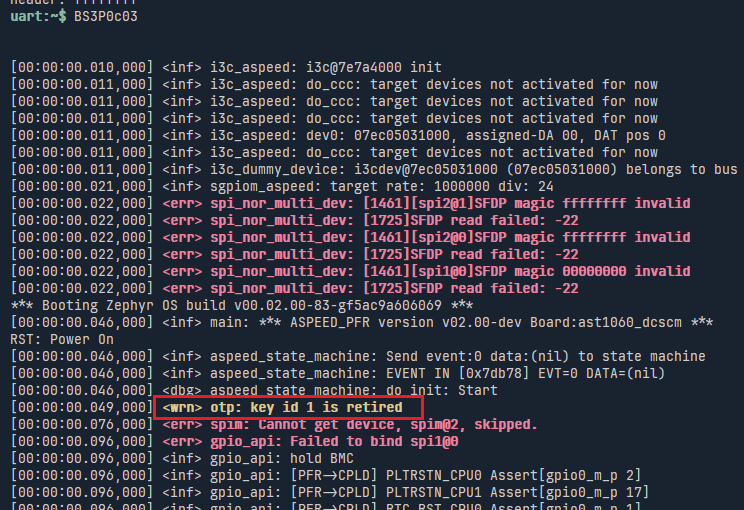 header: ffffffff
uart:~$ BS3P0c03
[00:00:00.010,000] <inf> i3c_aspeed: i3c@7e7a4000 init
[00:00:00.011,000] <inf> i3c_aspeed: do_ccc: target devices not activated for now
[00:00:00.011,000] <inf> i3c_aspeed: do_ccc: target devices not activated for now
[00:00:00.011,000] <inf> i3c_aspeed: do_ccc: target devices not activated for now
[00:00:00.011,000] <inf> i3c_aspeed: dev0: 07ec05031000, assigned-DA 00, DAT pos 0
[00:00:00.011,000] <inf> i3c_aspeed: do_ccc: target devices not activated for now
[00:00:00.011,000] <inf> i3c_dummy_device: i3cdev@7ec05031000 (07ec05031000) belongs to bus
[00:00:00.021,000] <inf> sgpiom_aspeed: target rate: 1000000 div: 24
[00:00:00.022,000] <err> spi_nor_multi_dev: [1461][spi2@1]SFDP magic ffffffff invalid
[00:00:00.022,000] <err> spi_nor_multi_dev: [1725]SFDP read failed: -22
[00:00:00.022,000] <err> spi_nor_multi_dev: [1461][spi2@0]SFDP magic ffffffff invalid
[00:00:00.022,000] <err> spi_nor_multi_dev: [1725]SFDP read failed: -22
[00:00:00.022,000] <err> spi_nor_multi_dev: [1461][spi1@0]SFDP magic 00000000 invalid
[00:00:00.022,000] <err> spi_nor_multi_dev: [1725]SFDP read failed: -22
*** Booting Zephyr OS build v00.02.00-83-gf5ac9a606069 ***
[00:00:00.046,000] <inf> main: *** ASPEED_PFR version v02.00-dev Board:ast1060_dcscm ***
RST: Power On
[00:00:00.046,000] <inf> aspeed_state_machine: Send event:0 data:(nil) to state machine
[00:00:00.046,000] <inf> aspeed_state_machine: EVENT IN [0x7db78] EVT=0 DATA=(nil)
[00:00:00.046,000] <dbg> aspeed_state_machine: do_init: Start
[00:00:00.049,000] <wrn> otp: key id 1 is retired
[00:00:00.076,000] <err> spim: Cannot get device, spim@2, skipped.
[00:00:00.096,000] <err> gpio_api: Failed to bind spi1@0
[00:00:00.096,000] <inf> gpio_api: hold BMC
[00:00:00.096,000] <inf> gpio_api: [PFR->CPLD] PLTRSTN_CPU0 Assert[gpio0_m_p 2]
[00:00:00.096,000] <inf> gpio_api: [PFR->CPLD] PLTRSTN_CPU1 Assert[gpio0_m_p 17]
[00:00:00.096,000] <inf> gpio_api: [PFR->CPLD] RTC_RST_CPU0 Assert[gpio0_m_p 1]